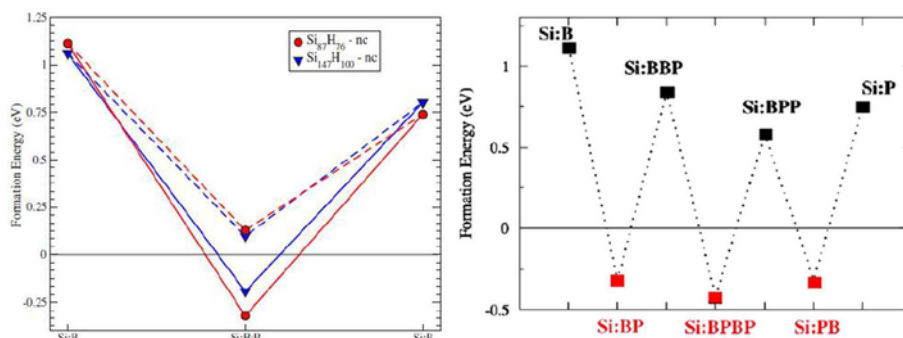 1.25
1
0.75
0.5
0.25
0
-0.25
Formation Energy (eV)
Si87H76 - nc
Si147H100 - nc
1
0.5
0
-0.5
Formation Energy (eV)
Si:B
Si:BBP
Si:BPP
Si:P
Si:BP
Si:BPBP
Si:PB